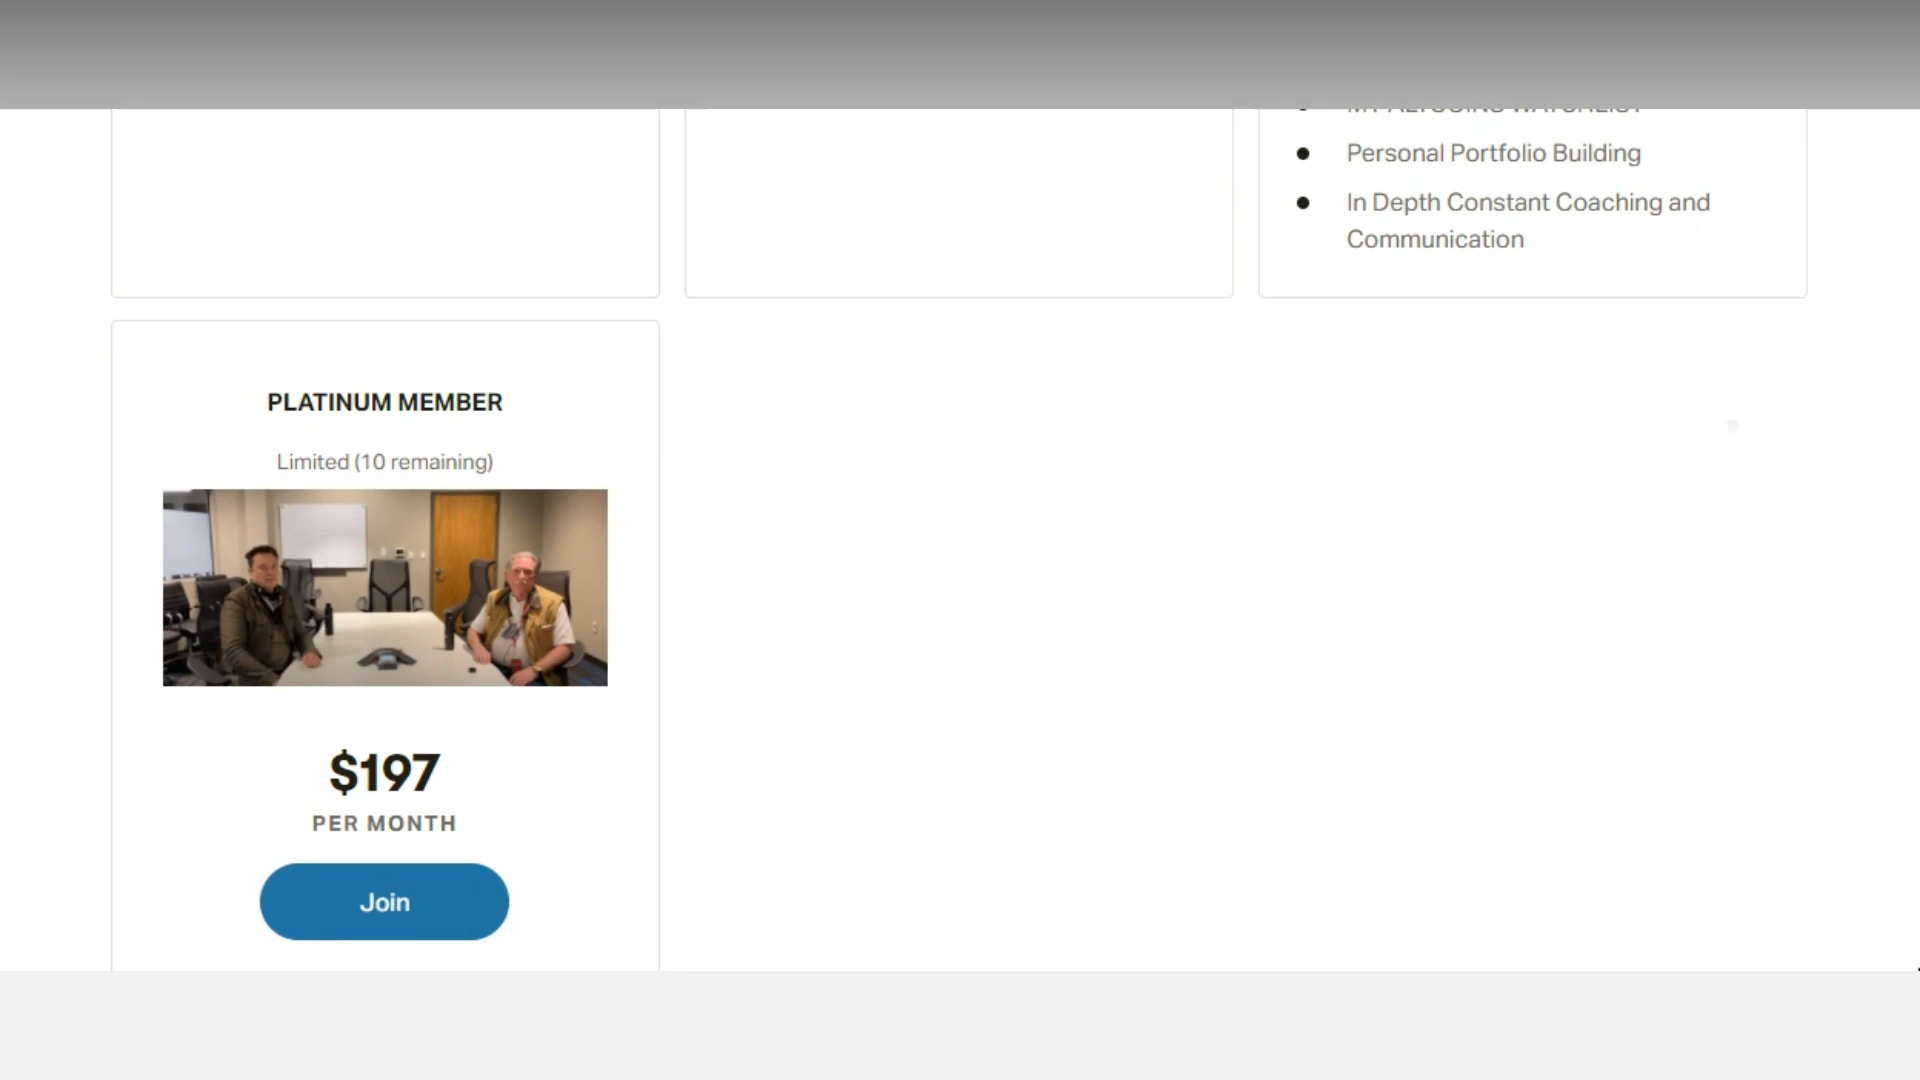 Personal Portfolio Building
In Depth Constant Coaching and
Communication
PLATINUM MEMBER
Limited (10 remaining)
$197
PER MONTH
Join